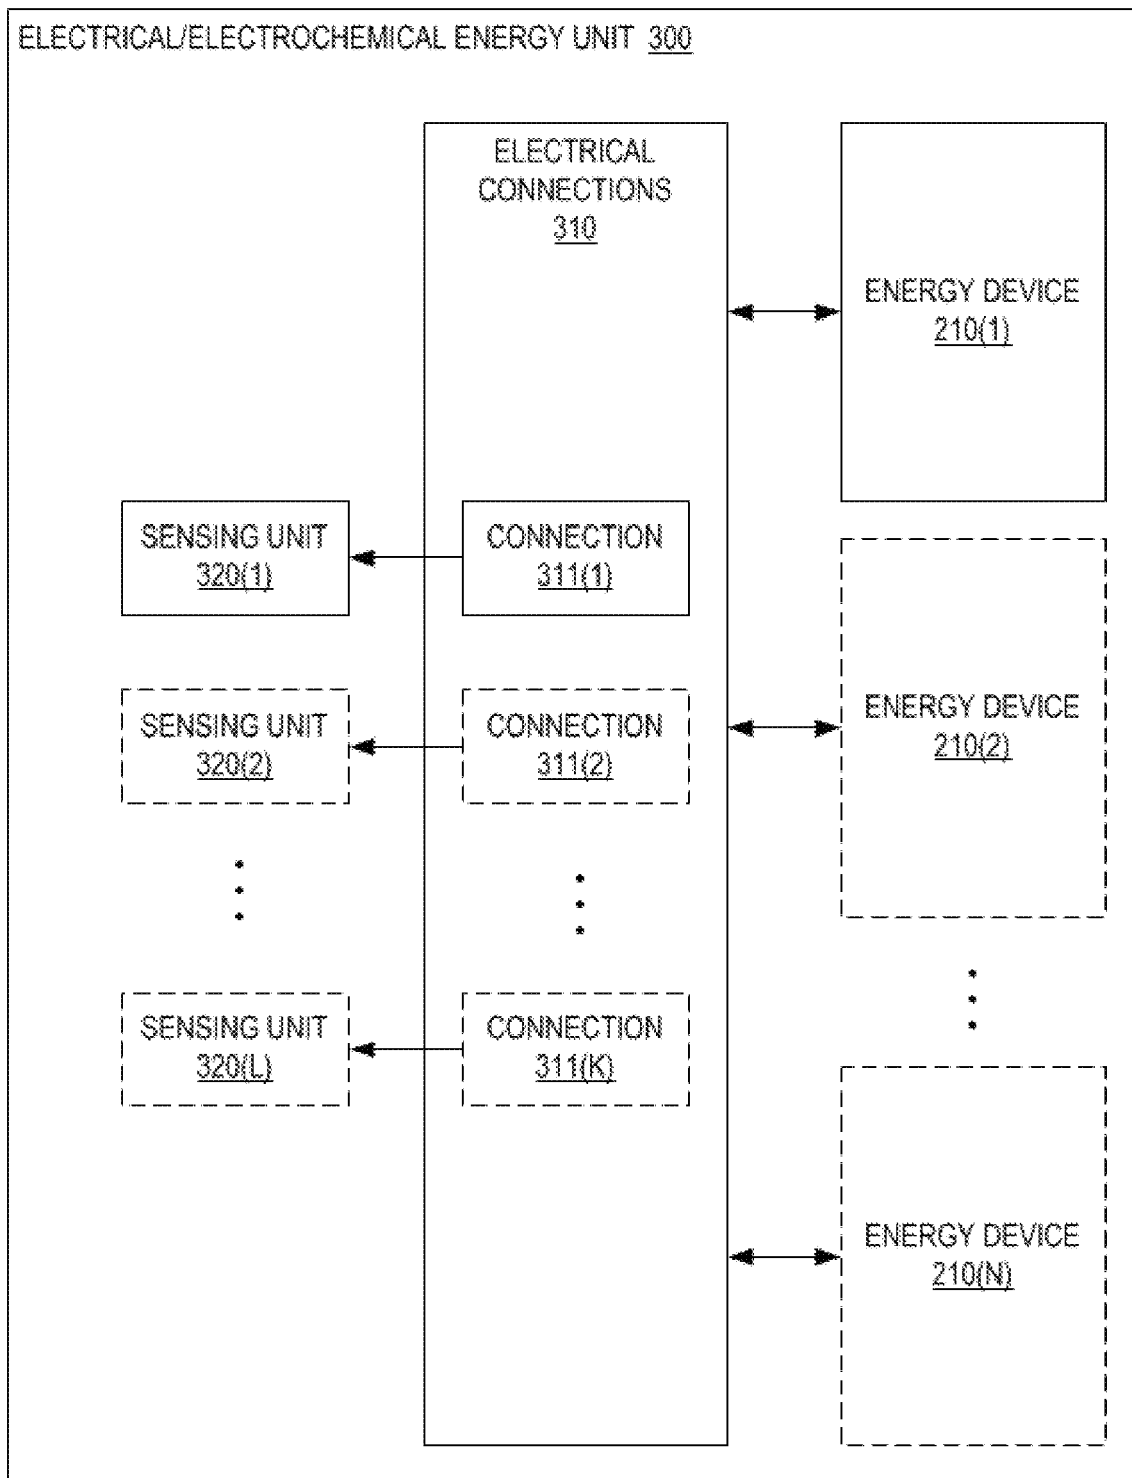 ELECTRICAL/ELECTROCHEMICAL ENERGY UNIT 300
ELECTRICAL
CONNECTIONS
310
ENERGY DEVICE
210(1)
SENSING UNIT
320(1)
CONNECTION
311(1)
SENSING UNIT
320(2)
CONNECTION
311(2)
ENERGY DEVICE
210(2)
SENSING UNIT
320(L)
CONNECTION
311(K)
ENERGY DEVICE
210(N)